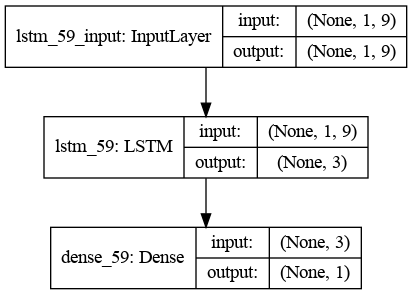 lstm_59_input: InputLayer
input: (None, 1, 9)
output: (None, 1, 9)
lstm_59: LSTM
input: (None, 1, 9)
output: (None, 3)
dense_59: Dense
input: (None, 3)
output: (None, 1)